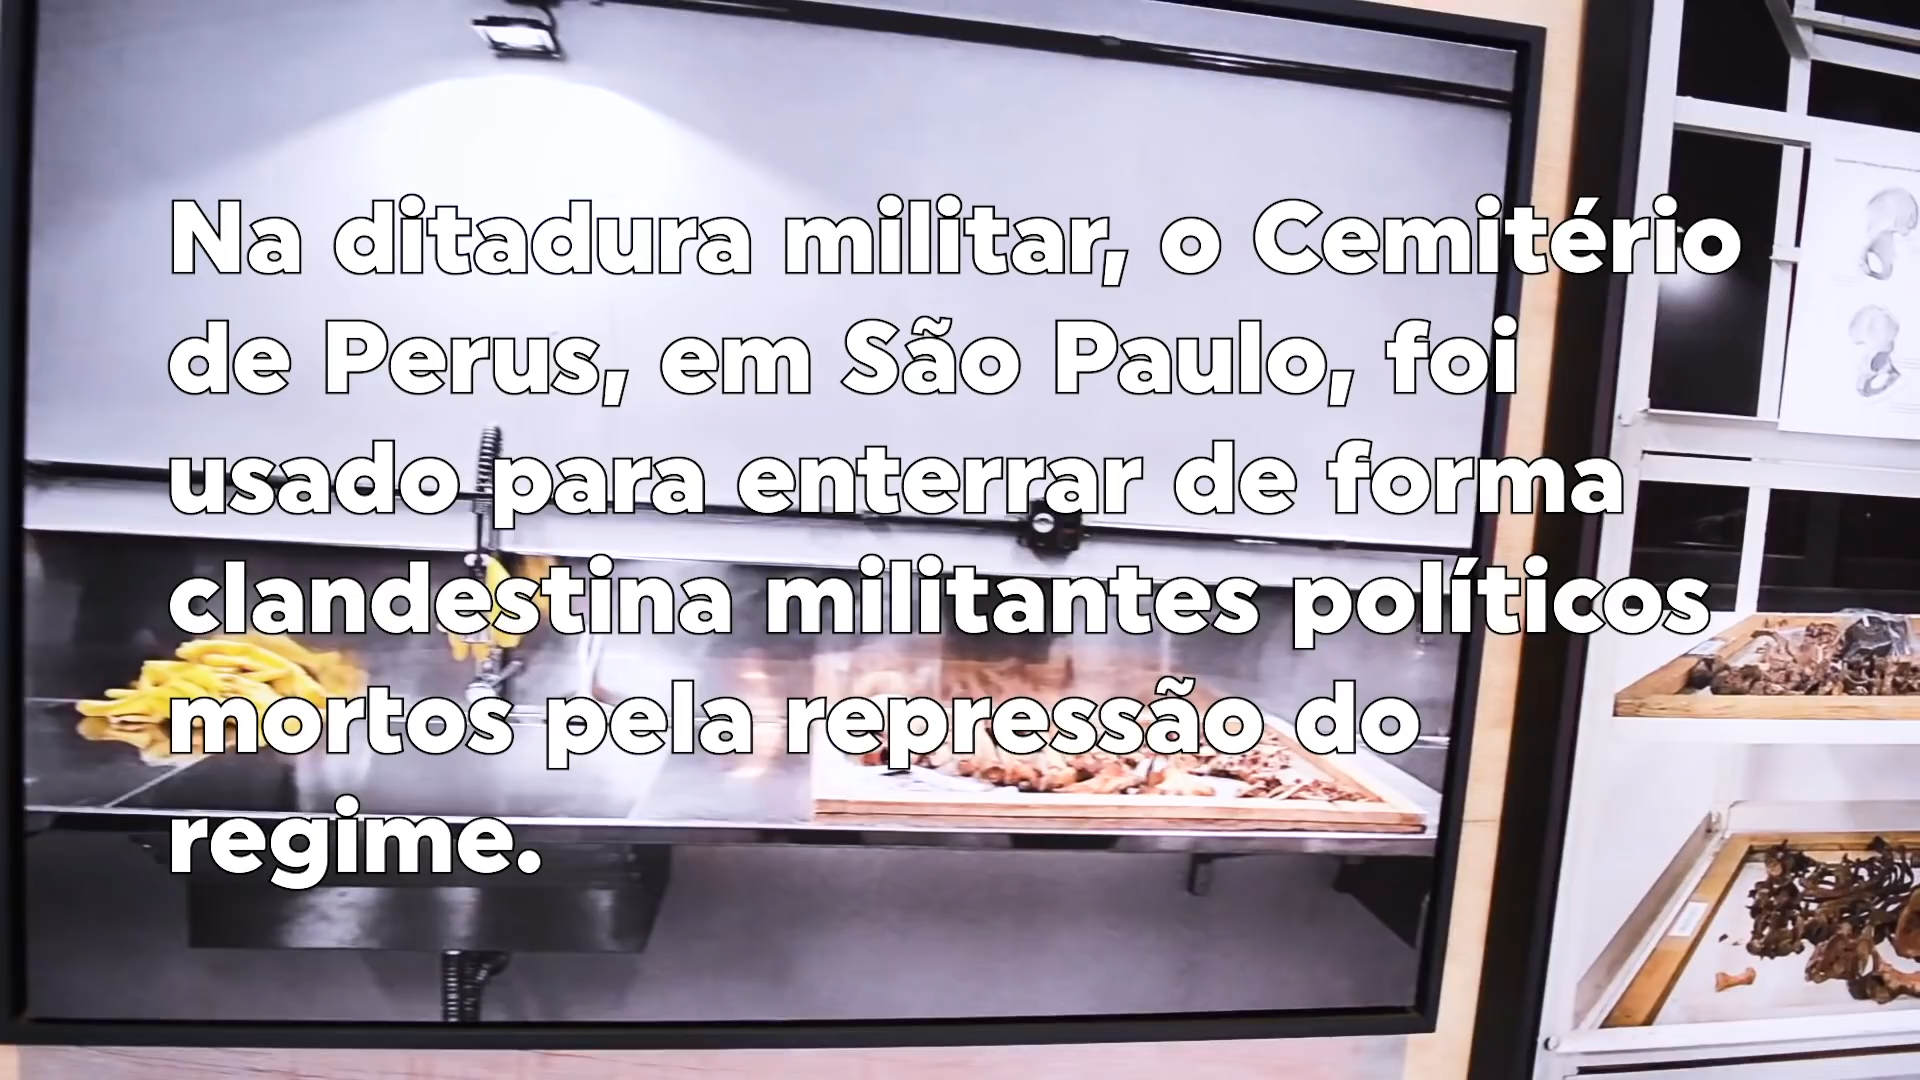 Na ditadura militar, o Cemitério
de Perus, em São Paulo, foi
usado para enterrar de forma
clandestina militantes políticos
mortos pela repressão do
regime.